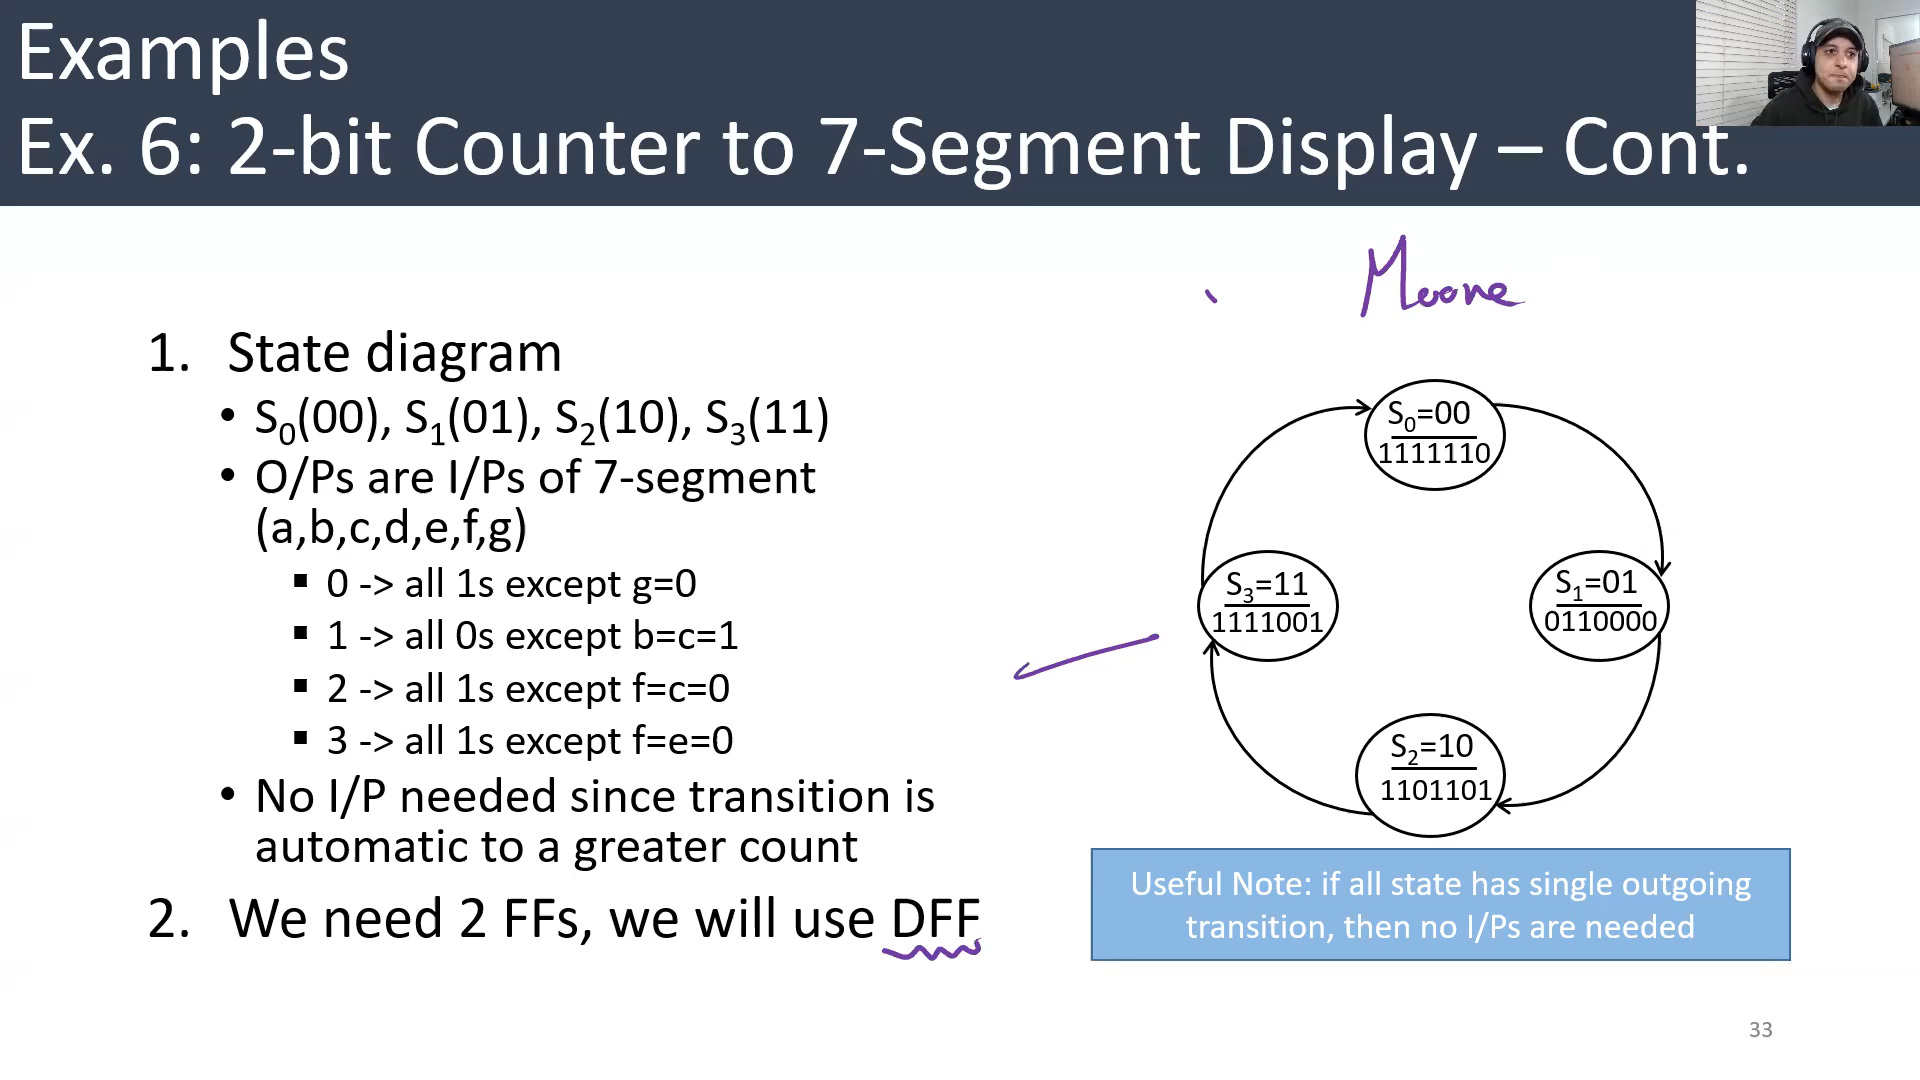 Examples
Ex. 6: 2-bit Counter to 7-Segment Display – Cont.
Moore
1. State diagram
• S0(00), S1(01), S2(10), S3(11)
• O/Ps are I/Ps of 7-segment
(a,b,c,d,e,f,g)
▪ 0 -> all 1s except g=0
▪ 1 -> all 0s except b=c=1
▪ 2 -> all 1s except f=c=0
▪ 3 -> all 1s except f=e=0
• No I/P needed since transition is
automatic to a greater count
2. We need 2 FFs, we will use DFF
S0=00
1111110
S3=11
1111001
S1=01
0110000
S2=10
1101101
Useful Note: if all state has single outgoing
transition, then no I/Ps are needed
33